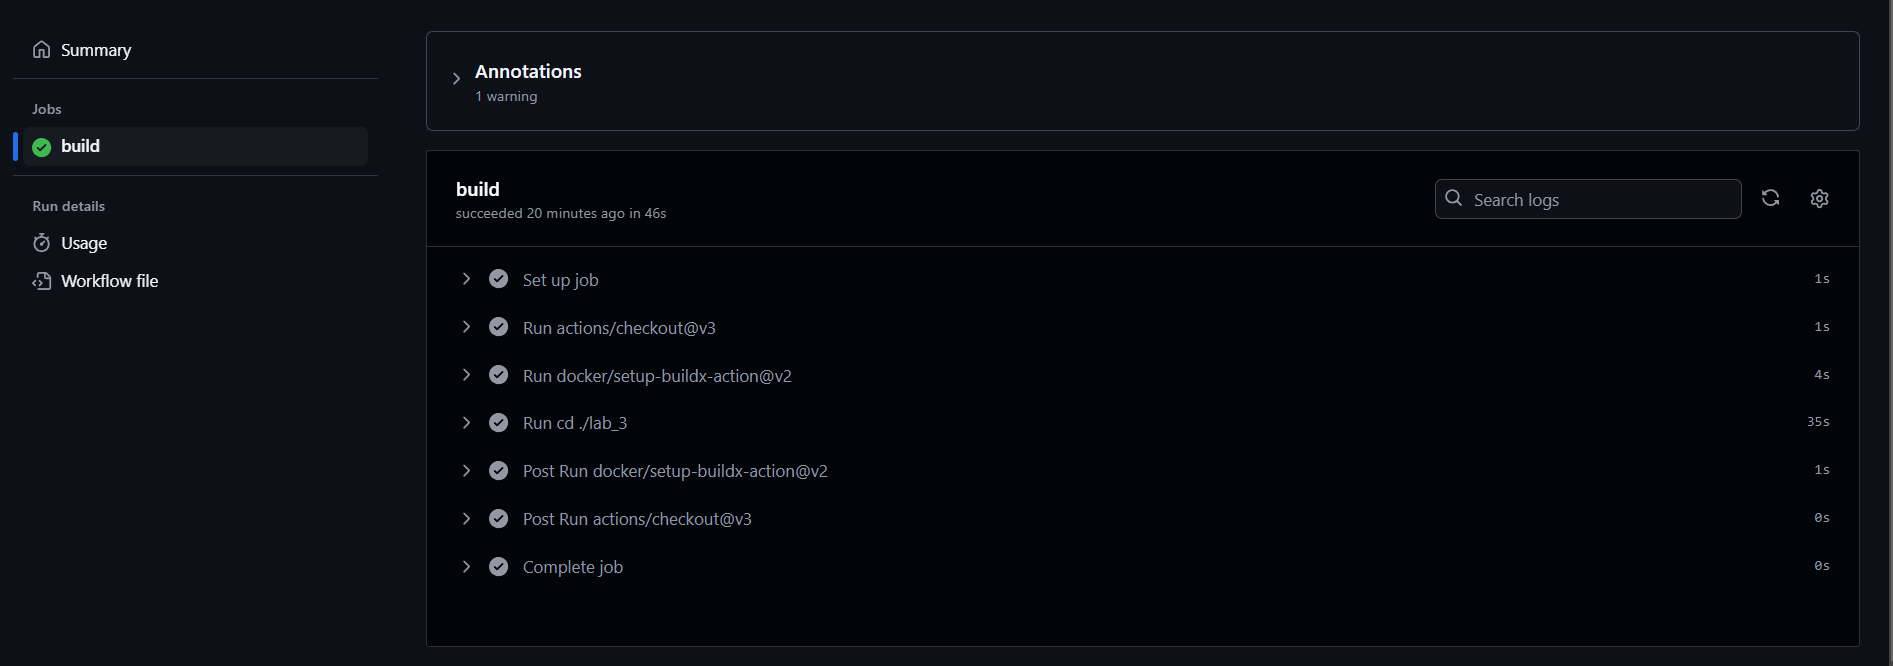 Summary
Jobs
build
Run details
Usage
Workflow file
Annotations
1 warning
build
succeeded 20 minutes ago in 46s
Search logs
Set up job 1s
Run actions/checkout@v3 1s
Run docker/setup-buildx-action@v2 4s
Run cd ./lab_3 35s
Post Run docker/setup-buildx-action@v2 1s
Post Run actions/checkout@v3 0s
Complete job 0s